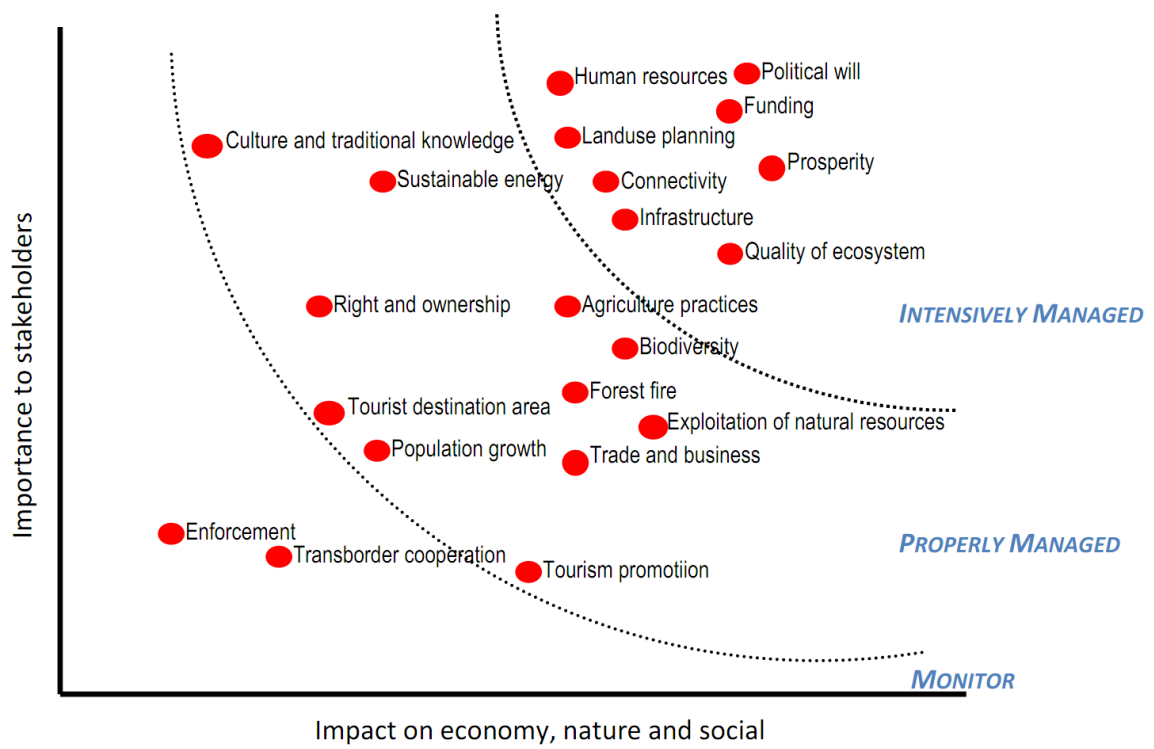 Human resources
Political will
Funding
Culture and traditional knowledge
Landuse planning
Prosperity
Sustainable energy
Connectivity
Infrastructure
Quality of ecosystem
Right and ownership
Agriculture practices
INTENSIVELY MANAGED
Biodiversity
Forest fire
Tourist destination area
Exploitation of natural resources
Population growth
Trade and business
Enforcement
PROPERLY MANAGED
Transborder cooperation
Tourism promotiion
MONITOR
Importance to stakeholders
Impact on economy, nature and social